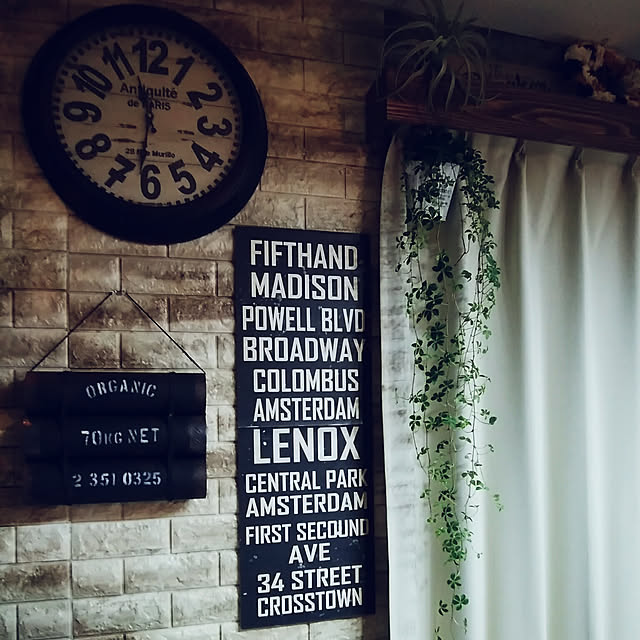 12
1
2
3
4
5
6
7
8
9
10
11
Antiquité
de PARIS
FIFTHAND
MADISON
POWELL BLVD
BROADWAY
COLOMBUS
AMSTERDAM
LENOX
CENTRAL PARK
AMSTERDAM
FIRST SECOUND
AVE
34 STREET
CROSSTOWN
ORGANIC
70KG NET
2 351 0325